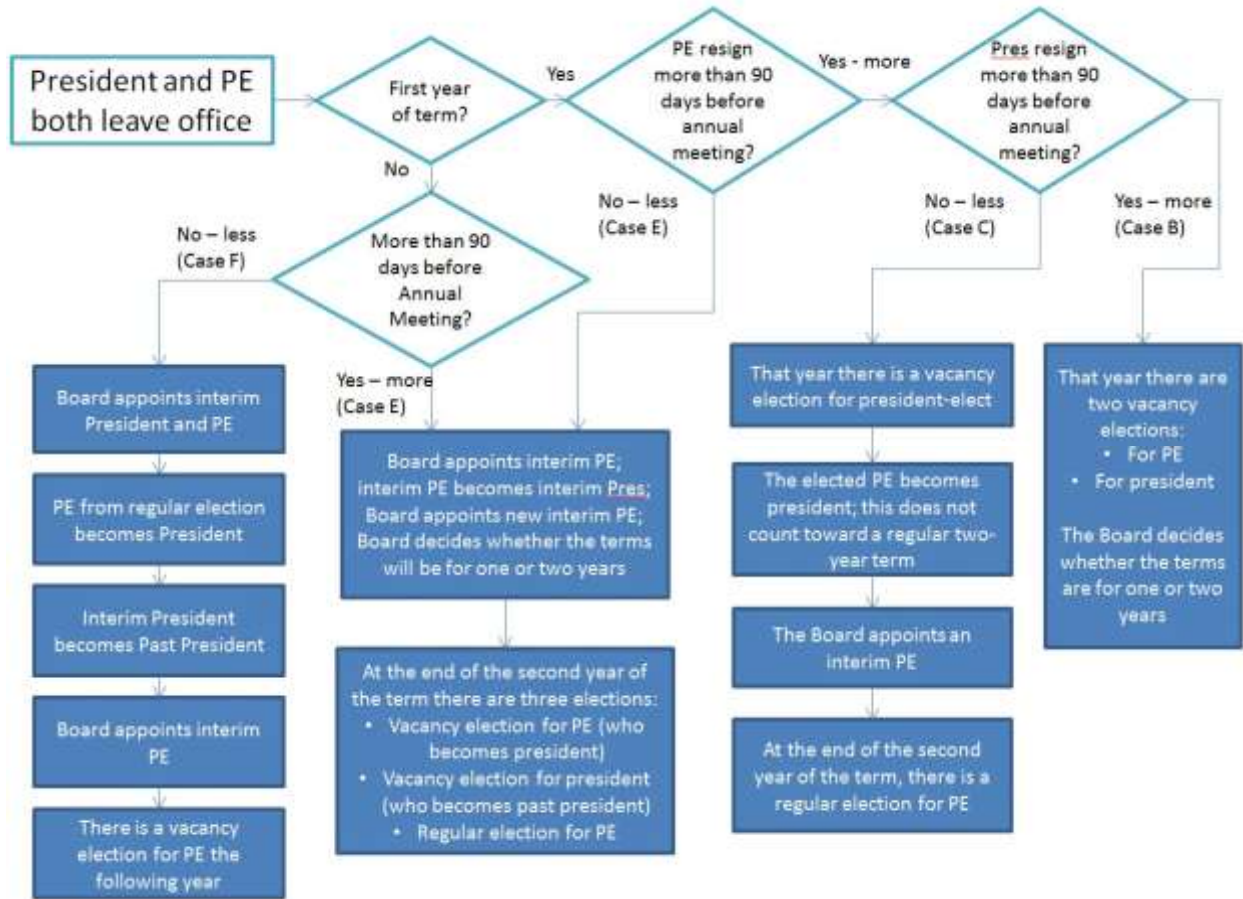 President and PE
both leave office
First year
of term?
Yes
PE resign
more than 90
days before
annual
meeting?
Yes - more
Pres resign
more than 90
days before
annual
meeting?
No
No – less
(Case E)
No – less
(Case C)
Yes – more
(Case B)
No – less
(Case F)
More than 90
days before
Annual
Meeting?
Yes – more
(Case E)
Board appoints interim
President and PE
PE from regular election
becomes President
Interim President
becomes Past President
Board appoints interim
PE
There is a vacancy
election for PE the
following year
Board appoints interim PE;
interim PE becomes interim Pres;
Board appoints new interim PE;
Board decides whether the terms
will be for one or two years
At the end of the second year of
the term there are three elections:
• Vacancy election for PE (who
becomes president)
• Vacancy election for president
(who becomes past president)
• Regular election for PE
That year there is a vacancy
election for president-elect
The elected PE becomes
president; this does not
count toward a regular two-
year term
The Board appoints an
interim PE
At the end of the second
year of the term, there is a
regular election for PE
That year there are
two vacancy
elections:
• For PE
• For president
The Board decides
whether the terms
are for one or two
years